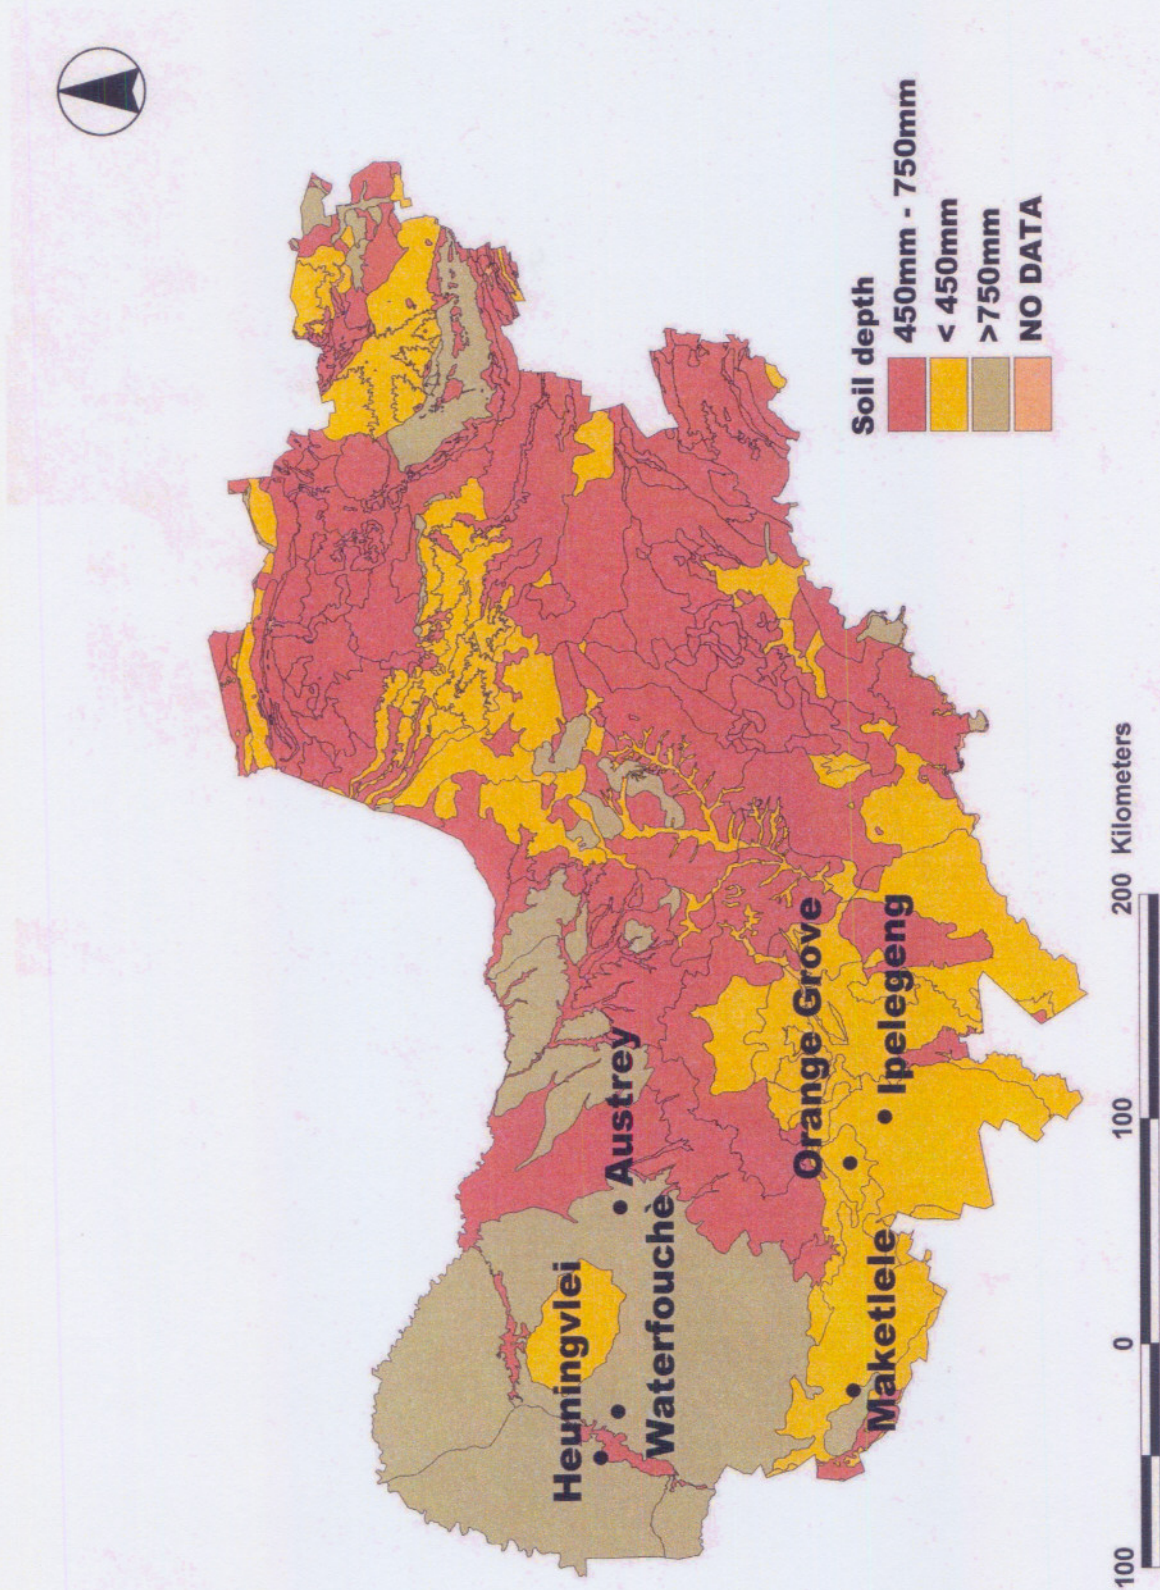 Heuningvlei
Austrey
Waterfouchè
Orange Grove
Maketlele
Ipelegeng
Soil depth
450mm - 750mm
< 450mm
>750mm
NO DATA
100 0 100 200 Kilometers